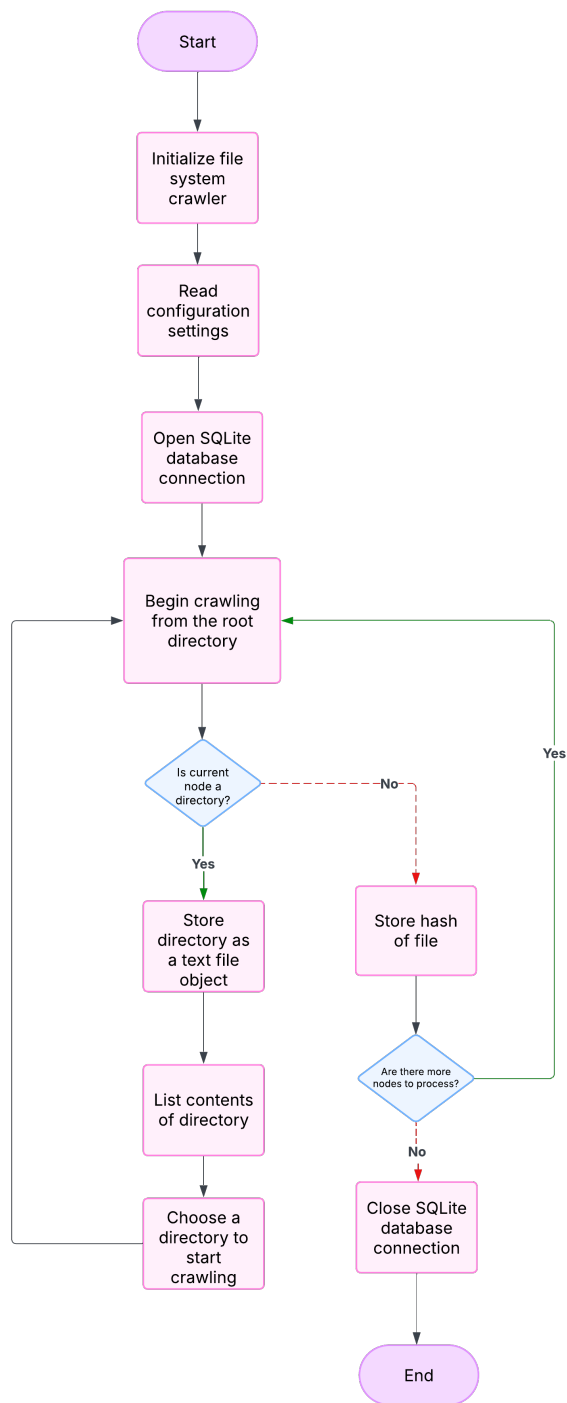 Start
Initialize file
system
crawler
Read
configuration
settings
Open SQLite
database
connection
Begin crawling
from the root
directory
Is current
node a
directory?
No
Yes
Yes
Store
directory as
a text file
object
Store hash
of file
List contents
of directory
Are there more
nodes to process?
No
Choose a
directory to
start
crawling
Close SQLite
database
connection
End